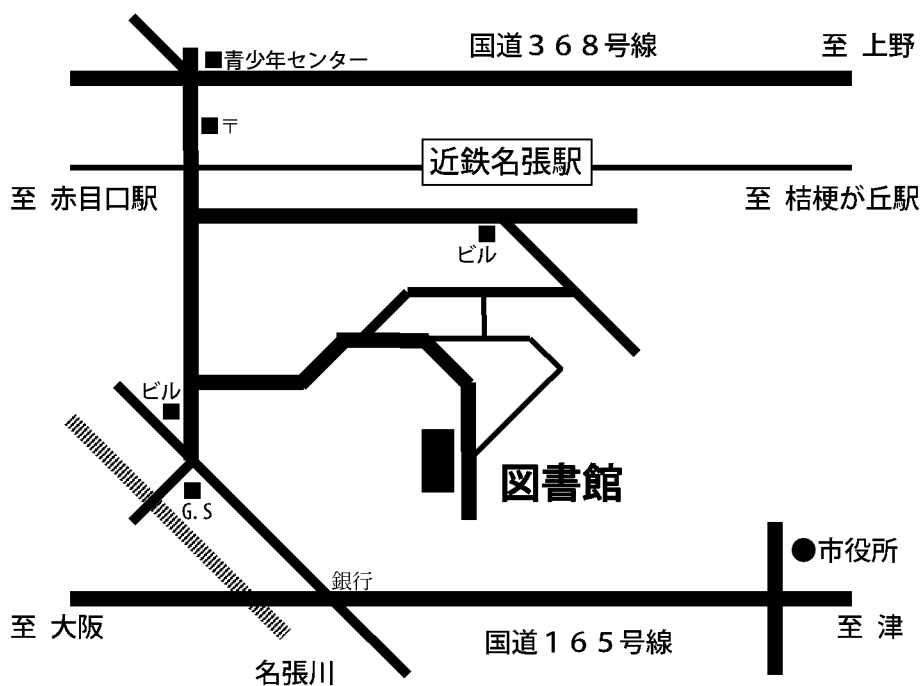 国道３６８号線
至 上野
■青少年センター
■〒
近鉄名張駅
至 赤目口駅
至 桔梗が丘駅
ビル
ビル
図書館
G.S
●市役所
銀行
至 大阪
国道１６５号線
至 津
名張川